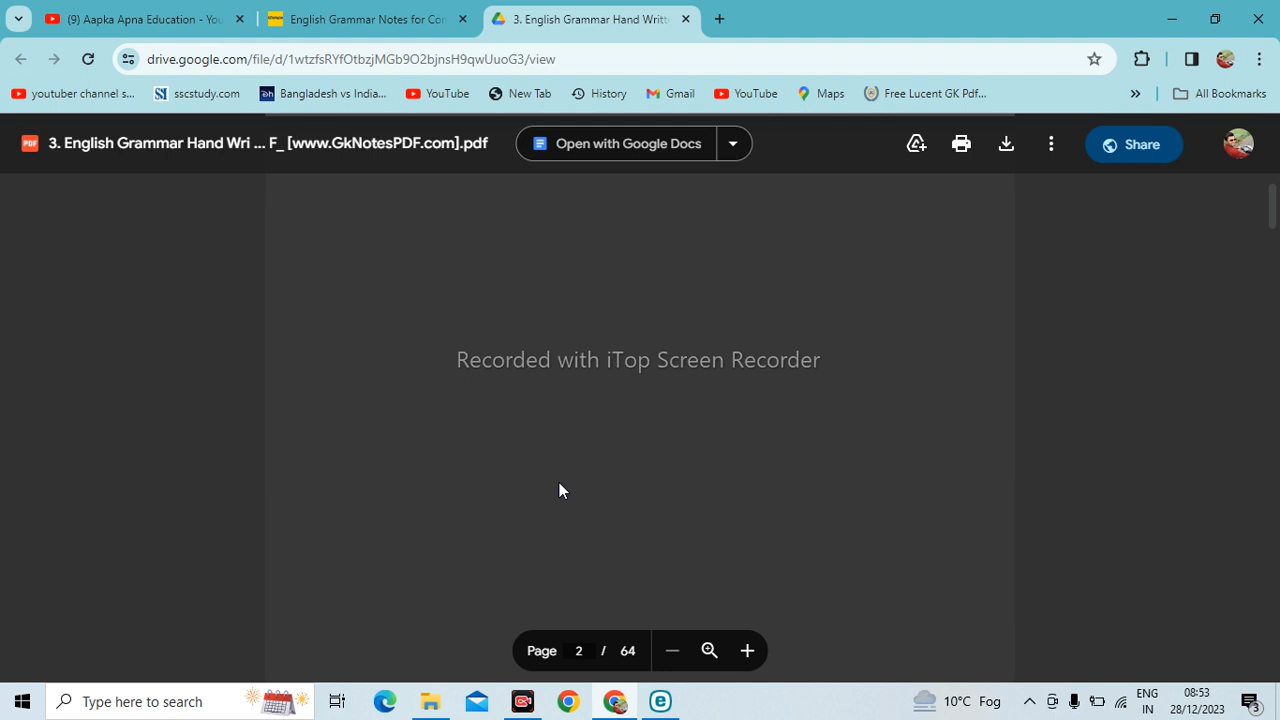 (9) Aapka Apna Education - You
English Grammar Notes for Con
3. English Grammar Hand Writt
drive.google.com/file/d/1wtzfsRYfOtbzjMGb9O2bjnsH9qwUuoG3/view
youtuber channel s...
sscstudy.com
Bangladesh vs India...
YouTube
New Tab
History
Gmail
YouTube
Maps
Free Lucent GK Pdf...
All Bookmarks
PDF
3. English Grammar Hand Wri ... F_ [www.GkNotesPDF.com].pdf
Open with Google Docs
Share
Recorded with iTop Screen Recorder
Page 2 / 64
Type here to search
10°C Fog
ENG
IN
08:53
28/12/2023
3